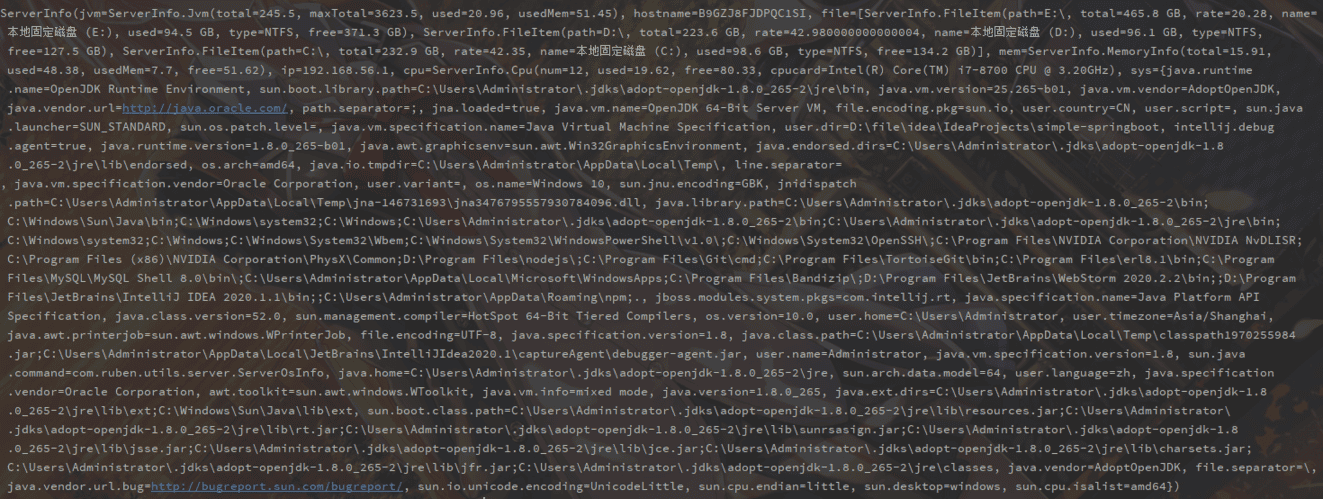 ServerInfo(jvm=ServerInfo.Jvm(total=245.5, maxTotal=3623.5, used=20.96, usedMem=51.45), hostname=B9GZJ8FJDPQC1SI, file=[ServerInfo.FileItem(path=E:\, total=465.8 GB, rate=20.28, name=
本地固定磁盘 (E:), used=94.5 GB, type=NTFS, free=371.3 GB), ServerInfo.FileItem(path=D:\, total=223.6 GB, rate=42.980000000000004, name=本地固定磁盘 (D:), used=96.1 GB, type=NTFS,
free=127.5 GB), ServerInfo.FileItem(path=C:\, total=232.9 GB, rate=42.35, name=本地固定磁盘 (C:), used=98.6 GB, type=NTFS, free=134.2 GB)], mem=ServerInfo.MemoryInfo(total=15.91,
used=48.38, usedMem=7.7, free=51.62), ip=192.168.56.1, cpu=ServerInfo.Cpu(num=12, used=19.62, free=80.33, cpucard=Intel(R) Core(TM) i7-8700 CPU @ 3.20GHz), sys={java.runtime
.name=OpenJDK Runtime Environment, sun.boot.library.path=C:\Users\Administrator\.jdks\adopt-openjdk-1.8.0_265-2\jre\bin, java.vm.version=25.265-b01, java.vm.vendor=AdoptOpenJDK,
java.vendor.url=http://java.oracle.com/, path.separator=;, jna.loaded=true, java.vm.name=OpenJDK 64-Bit Server VM, file.encoding.pkg=sun.io, user.country=CN, user.script=, sun.java
.launcher=SUN_STANDARD, sun.os.patch.level=, java.vm.specification.name=Java Virtual Machine Specification, user.dir=D:\file\idea\IdeaProjects\simple-springboot, intellij.debug
.agent=true, java.runtime.version=1.8.0_265-b01, java.awt.graphicsenv=sun.awt.Win32GraphicsEnvironment, java.endorsed.dirs=C:\Users\Administrator\.jdks\adopt-openjdk-1.8
.0_265-2\jre\lib\endorsed, os.arch=amd64, java.io.tmpdir=C:\Users\Administrator\AppData\Local\Temp\, line.separator=
, java.vm.specification.vendor=Oracle Corporation, user.variant=, os.name=Windows 10, sun.jnu.encoding=GBK, jnidispatch
.path=C:\Users\Administrator\AppData\Local\Temp\jna-146731693\jna3476795557930784096.dll, java.library.path=C:\Users\Administrator\.jdks\adopt-openjdk-1.8.0_265-2\bin;
C:\Windows\Sun\Java\bin;C:\Windows\system32;C:\Windows;C:\Users\Administrator\.jdks\adopt-openjdk-1.8.0_265-2\bin;C:\Users\Administrator\.jdks\adopt-openjdk-1.8.0_265-2\jre\bin;
C:\Windows\system32;C:\Windows;C:\Windows\System32\Wbem;C:\Windows\System32\WindowsPowerShell\v1.0\;C:\Windows\System32\OpenSSH\;C:\Program Files\NVIDIA Corporation\NVIDIA NvDLISR;
C:\Program Files (x86)\NVIDIA Corporation\PhysX\Common;D:\Program Files\nodejs\;C:\Program Files\Git\cmd;C:\Program Files\TortoiseGit\bin;C:\Program Files\erl8.1\bin;C:\Program
Files\MySQL\MySQL Shell 8.0\bin\;C:\Users\Administrator\AppData\Local\Microsoft\WindowsApps;C:\Program Files\Bandizip\;D:\Program Files\JetBrains\WebStorm 2020.2.2\bin;;D:\Program
Files\JetBrains\IntelliJ IDEA 2020.1.1\bin;;C:\Users\Administrator\AppData\Roaming\npm;., jboss.modules.system.pkgs=com.intellij.rt, java.specification.name=Java Platform API
Specification, java.class.version=52.0, sun.management.compiler=HotSpot 64-Bit Tiered Compilers, os.version=10.0, user.home=C:\Users\Administrator, user.timezone=Asia/Shanghai,
java.awt.printerjob=sun.awt.windows.WPrinterJob, file.encoding=UTF-8, java.specification.version=1.8, java.class.path=C:\Users\Administrator\AppData\Local\Temp\classpath1970255984
.jar;C:\Users\Administrator\AppData\Local\JetBrains\IntelliJIdea2020.1\captureAgent\debugger-agent.jar, user.name=Administrator, java.vm.specification.version=1.8, sun.java
.command=com.ruben.utils.server.ServerOsInfo, java.home=C:\Users\Administrator\.jdks\adopt-openjdk-1.8.0_265-2\jre, sun.arch.data.model=64, user.language=zh, java.specification
.vendor=Oracle Corporation, awt.toolkit=sun.awt.windows.WToolkit, java.vm.info=mixed mode, java.version=1.8.0_265, java.ext.dirs=C:\Users\Administrator\.jdks\adopt-openjdk-1.8
.0_265-2\jre\lib\ext;C:\Windows\Sun\Java\lib\ext, sun.boot.class.path=C:\Users\Administrator\.jdks\adopt-openjdk-1.8.0_265-2\jre\lib\resources.jar;C:\Users\Administrator\
.jdks\adopt-openjdk-1.8.0_265-2\jre\lib\rt.jar;C:\Users\Administrator\.jdks\adopt-openjdk-1.8.0_265-2\jre\lib\sunrsasign.jar;C:\Users\Administrator\.jdks\adopt-openjdk-1.8
.0_265-2\jre\lib\jsse.jar;C:\Users\Administrator\.jdks\adopt-openjdk-1.8.0_265-2\jre\lib\jce.jar;C:\Users\Administrator\.jdks\adopt-openjdk-1.8.0_265-2\jre\lib\charsets.jar;
C:\Users\Administrator\.jdks\adopt-openjdk-1.8.0_265-2\jre\lib\jfr.jar;C:\Users\Administrator\.jdks\adopt-openjdk-1.8.0_265-2\jre\classes, java.vendor=AdoptOpenJDK, file.separator=\,
java.vendor.url.bug=http://bugreport.sun.com/bugreport/, sun.io.unicode.encoding=UnicodeLittle, sun.cpu.endian=little, sun.desktop=windows, sun.cpu.isalist=amd64})